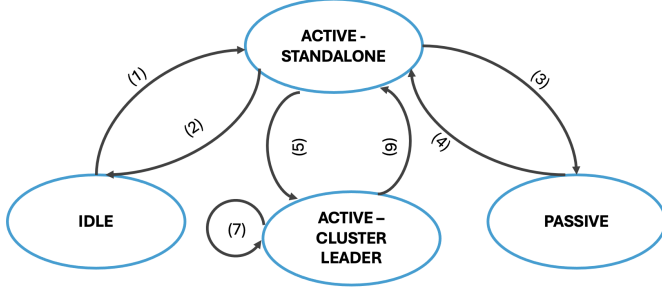 ACTIVE -
STANDALONE
(1)
(2)
(3)
(4)
(5)
(6)
IDLE
(7)
ACTIVE –
CLUSTER
LEADER
PASSIVE